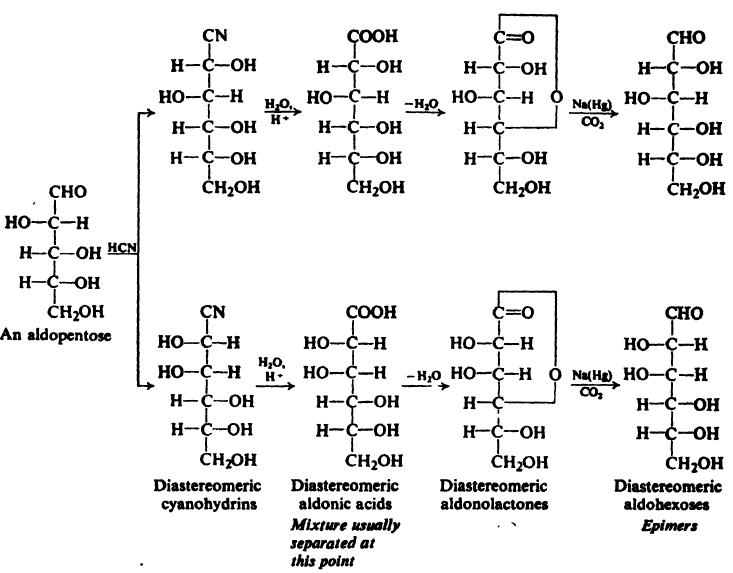 CN COOH C=O CHO
H—C—OH H—C—OH H—C—OH H—C—OH
HO—C—H H₂O, H⁺ HO—C—H −H₂O HO—C—H O Na(Hg) CO₂ HO—C—H
H—C—OH H—C—OH H—C H—C—OH
H—C—OH H—C—OH H—C—OH H—C—OH
CH₂OH CH₂OH CH₂OH CH₂OH
CHO
HO—C—H
H—C—OH HCN
H—C—OH
CH₂OH
An aldopentose
CN COOH C=O CHO
HO—C—H HO—C—H HO—C—H HO—C—H
HO—C—H H₂O, H⁺ HO—C—H −H₂O HO—C—H O Na(Hg) CO₂ HO—C—H
H—C—OH H—C—OH H—C H—C—OH
H—C—OH H—C—OH H—C—OH H—C—OH
CH₂OH CH₂OH CH₂OH CH₂OH
Diastereomeric
cyanohydrins
Diastereomeric
aldonic acids
Mixture usually
separated at
this point
Diastereomeric
aldonolactones
Diastereomeric
aldohexoses
Epimers